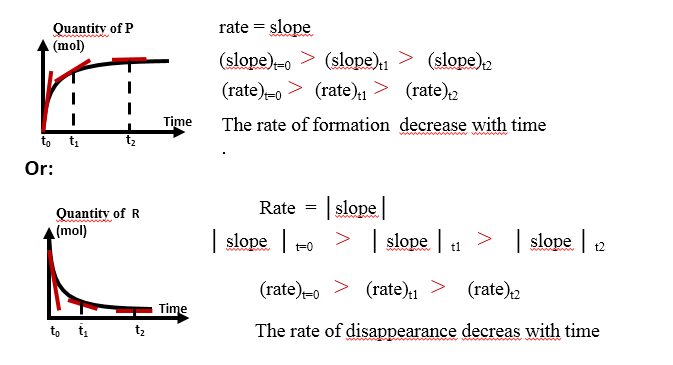 Quantity of P
(mol)
rate = slope
(slope)t=0 > (slope)t1 > (slope)t2
(rate)t=0 > (rate)t1 > (rate)t2
Time
The rate of formation decrease with time
t0 t1 t2
.
Or:
Quantity of R
(mol)
Rate = |slope|
| slope | t=0 > | slope | t1 > | slope | t2
(rate)t=0 > (rate)t1 > (rate)t2
Time
t0 t1 t2
The rate of disappearance decreas with time